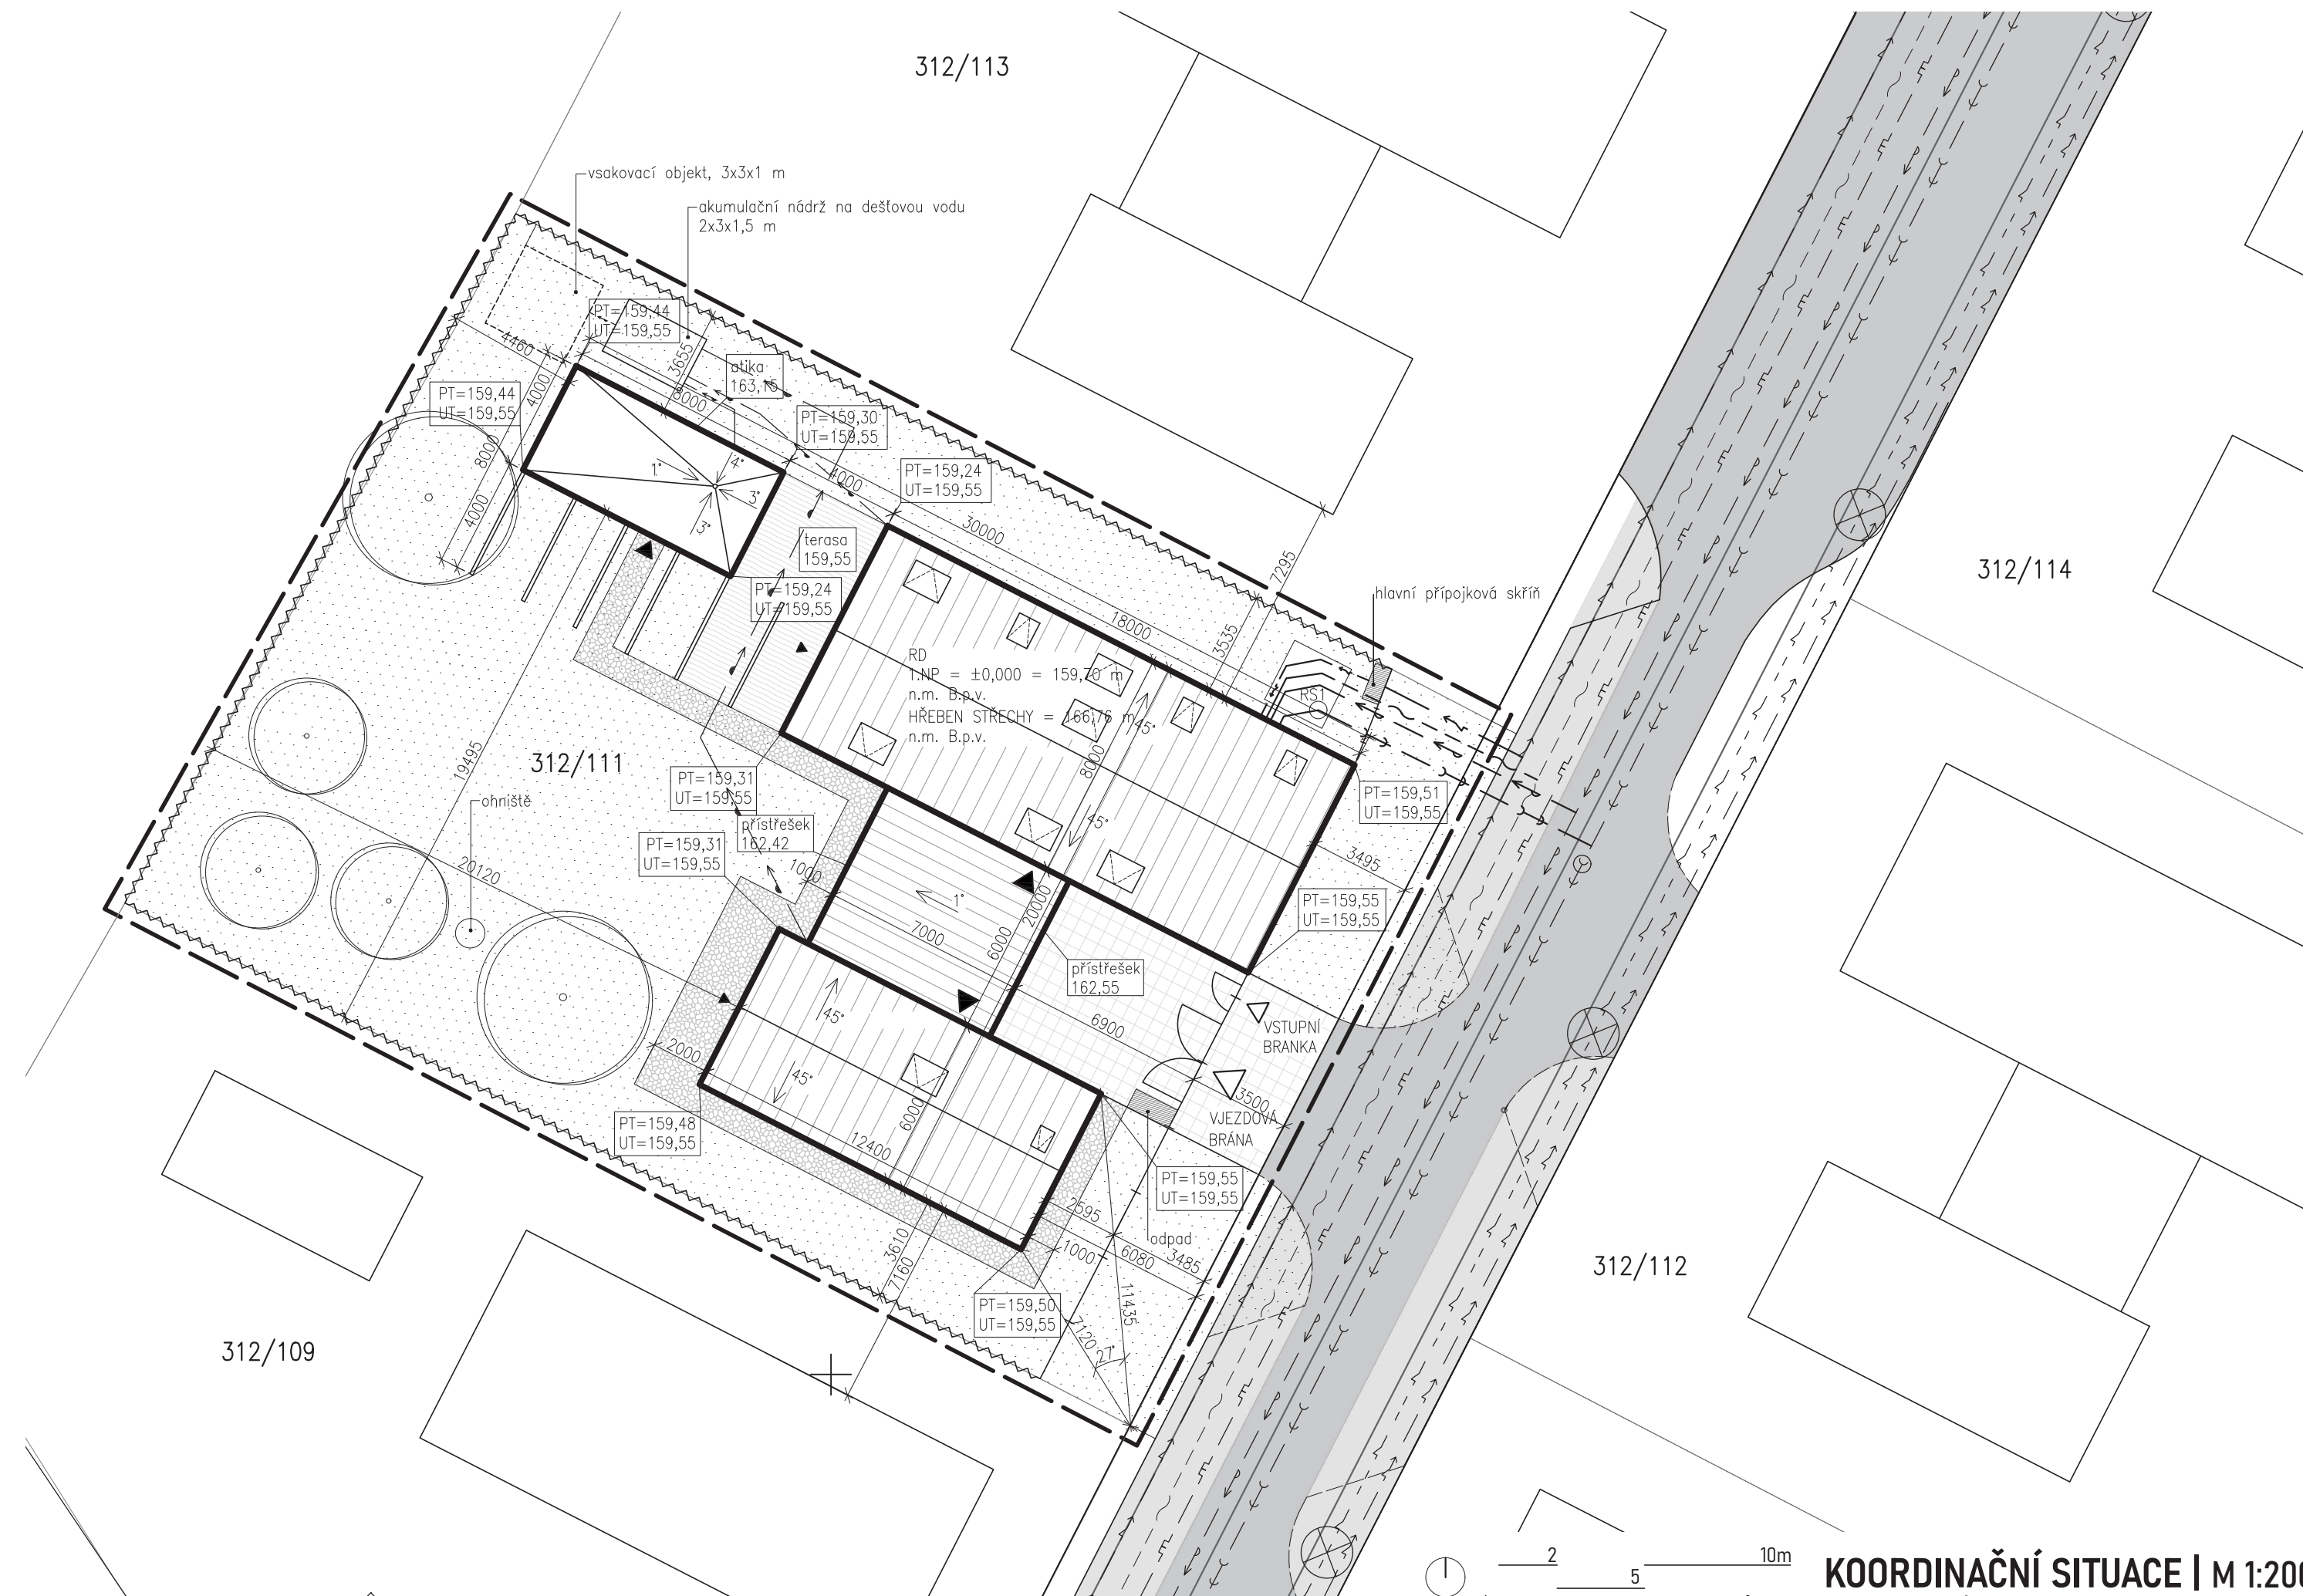 312/113
vsakovací objekt, 3x3x1 m
akumulační nádrž na dešťovou vodu
2x3x1,5 m
PT=159,44
UT=159,55
4460
3655
atika
163,15
PT=159,44
UT=159,55
4000
8000
PT=159,30
UT=159,55
8000
4000
1°
4°
3°
3°
4000
PT=159,24
UT=159,55
30000
terasa
159,55
PT=159,24
UT=159,55
7295
312/114
hlavní přípojková skříň
18000
3535
RD
1.NP = ±0,000 = 159,70 m
n.m. B.p.v.
HŘEBEN STŘECHY = 166,76 m
n.m. B.p.v.
RS1
45°
8000
45°
19495
312/111
PT=159,31
UT=159,55
ohniště
přístřešek
162,42
PT=159,31
UT=159,55
PT=159,51
UT=159,55
20120
1000
3495
1°
7000
20000
6000
PT=159,55
UT=159,55
přístřešek
162,55
6900
45°
45°
2000
VSTUPNÍ
BRANKA
3500
VJEZDOVÁ
BRÁNA
6000
12400
PT=159,48
UT=159,55
PT=159,55
UT=159,55
2595
odpad
1000
6080
3485
3610
7160
PT=159,50
UT=159,55
11435
7120
27°
312/112
312/109
2
5
10m
KOORDINAČNÍ SITUACE | M 1:200